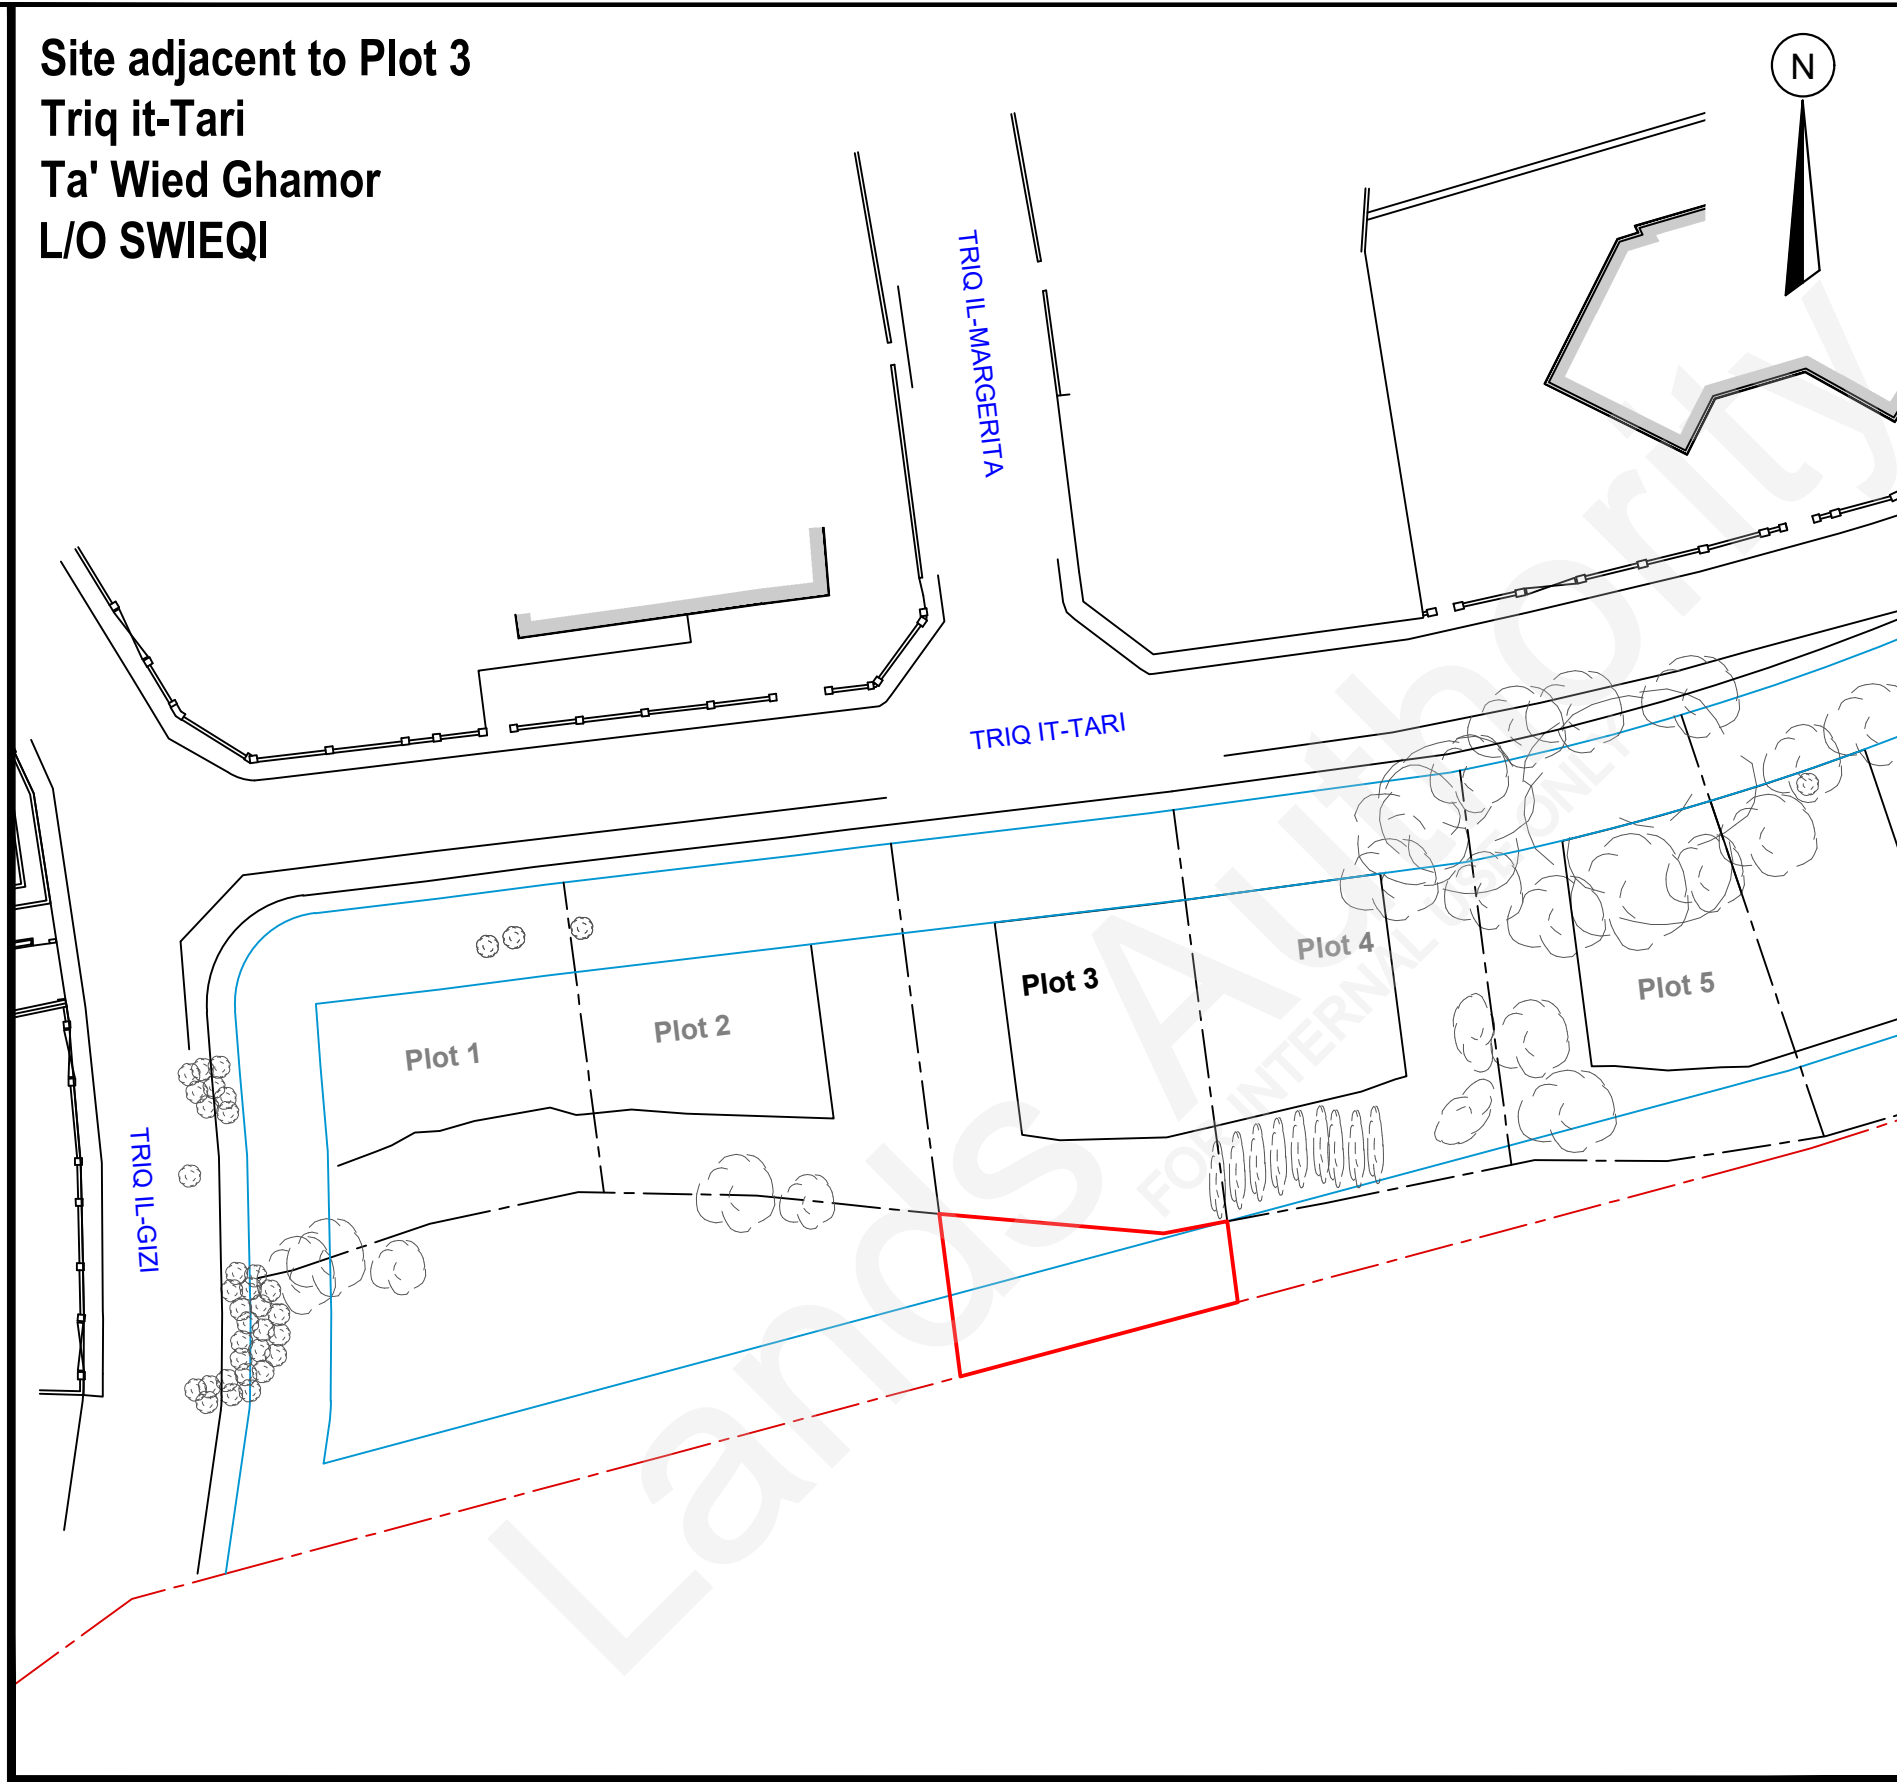 Site adjacent to Plot 3
Triq it-Tari
Ta' Wied Ghamor
L/O SWIEQI
N
TRIQ IL-MARGERITA
TRIQ IT-TARI
Plot 4
Plot 3
Plot 5
Plot 2
Plot 1
TRIQ IL-GIZI
Lands Authority
FOR INTERNAL USE ONLY